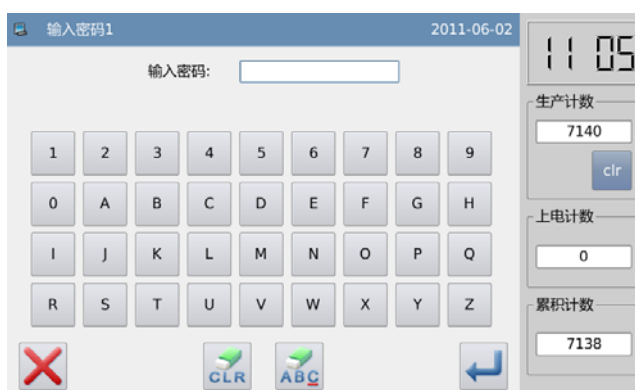 输入密码1 2011-06-02
输入密码:
1 2 3 4 5 6 7 8 9
0 A B C D E F G H
I J K L M N O P Q
R S T U V W X Y Z
CLR ABC
11 05
生产计数
7140
clr
上电计数
0
累积计数
7138